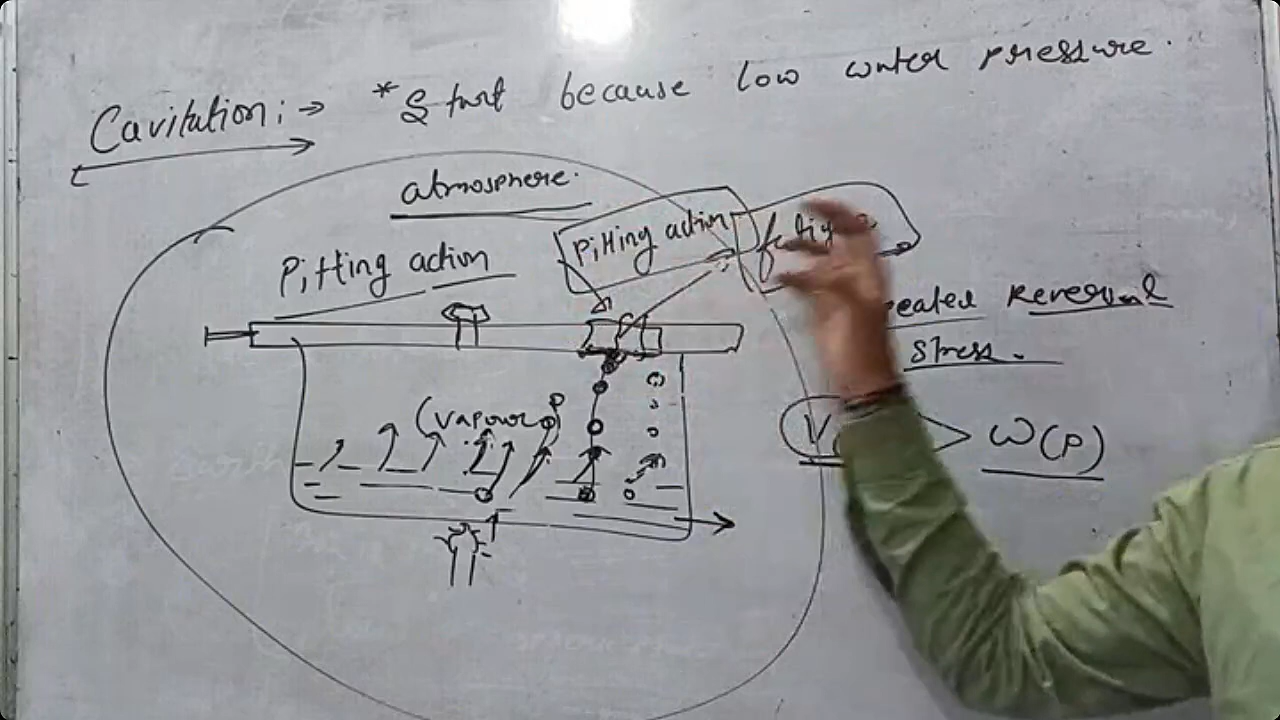 Cavitation :→ * Start because low water pressure.
atmosphere.
Pitting action
Pitting action
Reversal
Stress.
(Vapour)
W(P)